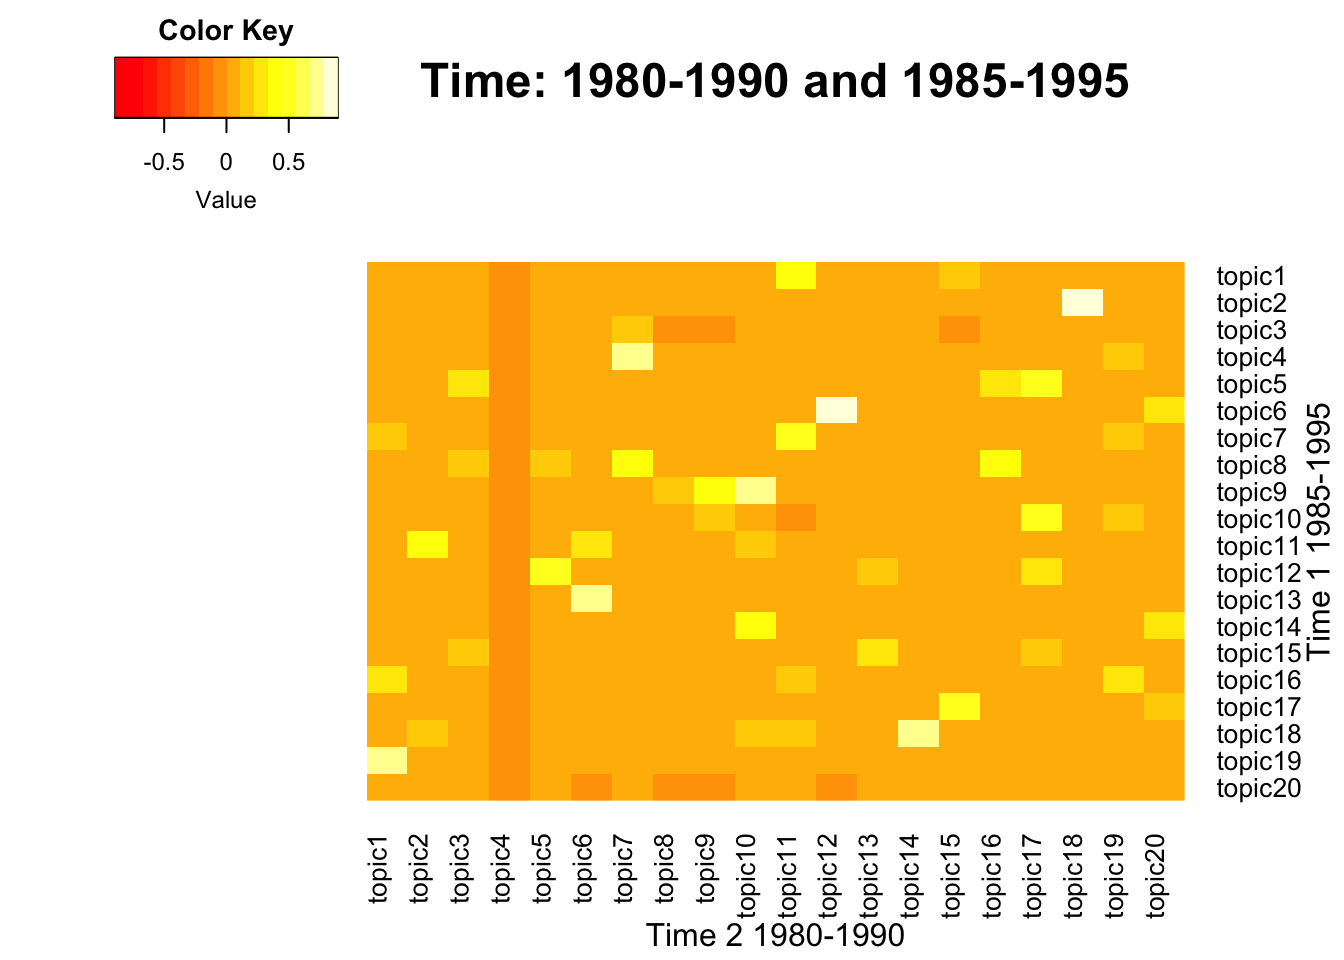 Color Key
Time: 1980-1990 and 1985-1995
-0.5 0 0.5
Value
topic1
topic2
topic3
topic4
topic5
topic6
topic7
topic8
topic9
topic10
topic11
topic12
topic13
topic14
topic15
topic16
topic17
topic18
topic19
topic20
Time 1 1985-1995
topic1
topic2
topic3
topic4
topic5
topic6
topic7
topic8
topic9
topic10
topic11
topic12
topic13
topic14
topic15
topic16
topic17
topic18
topic19
topic20
Time 2 1980-1990